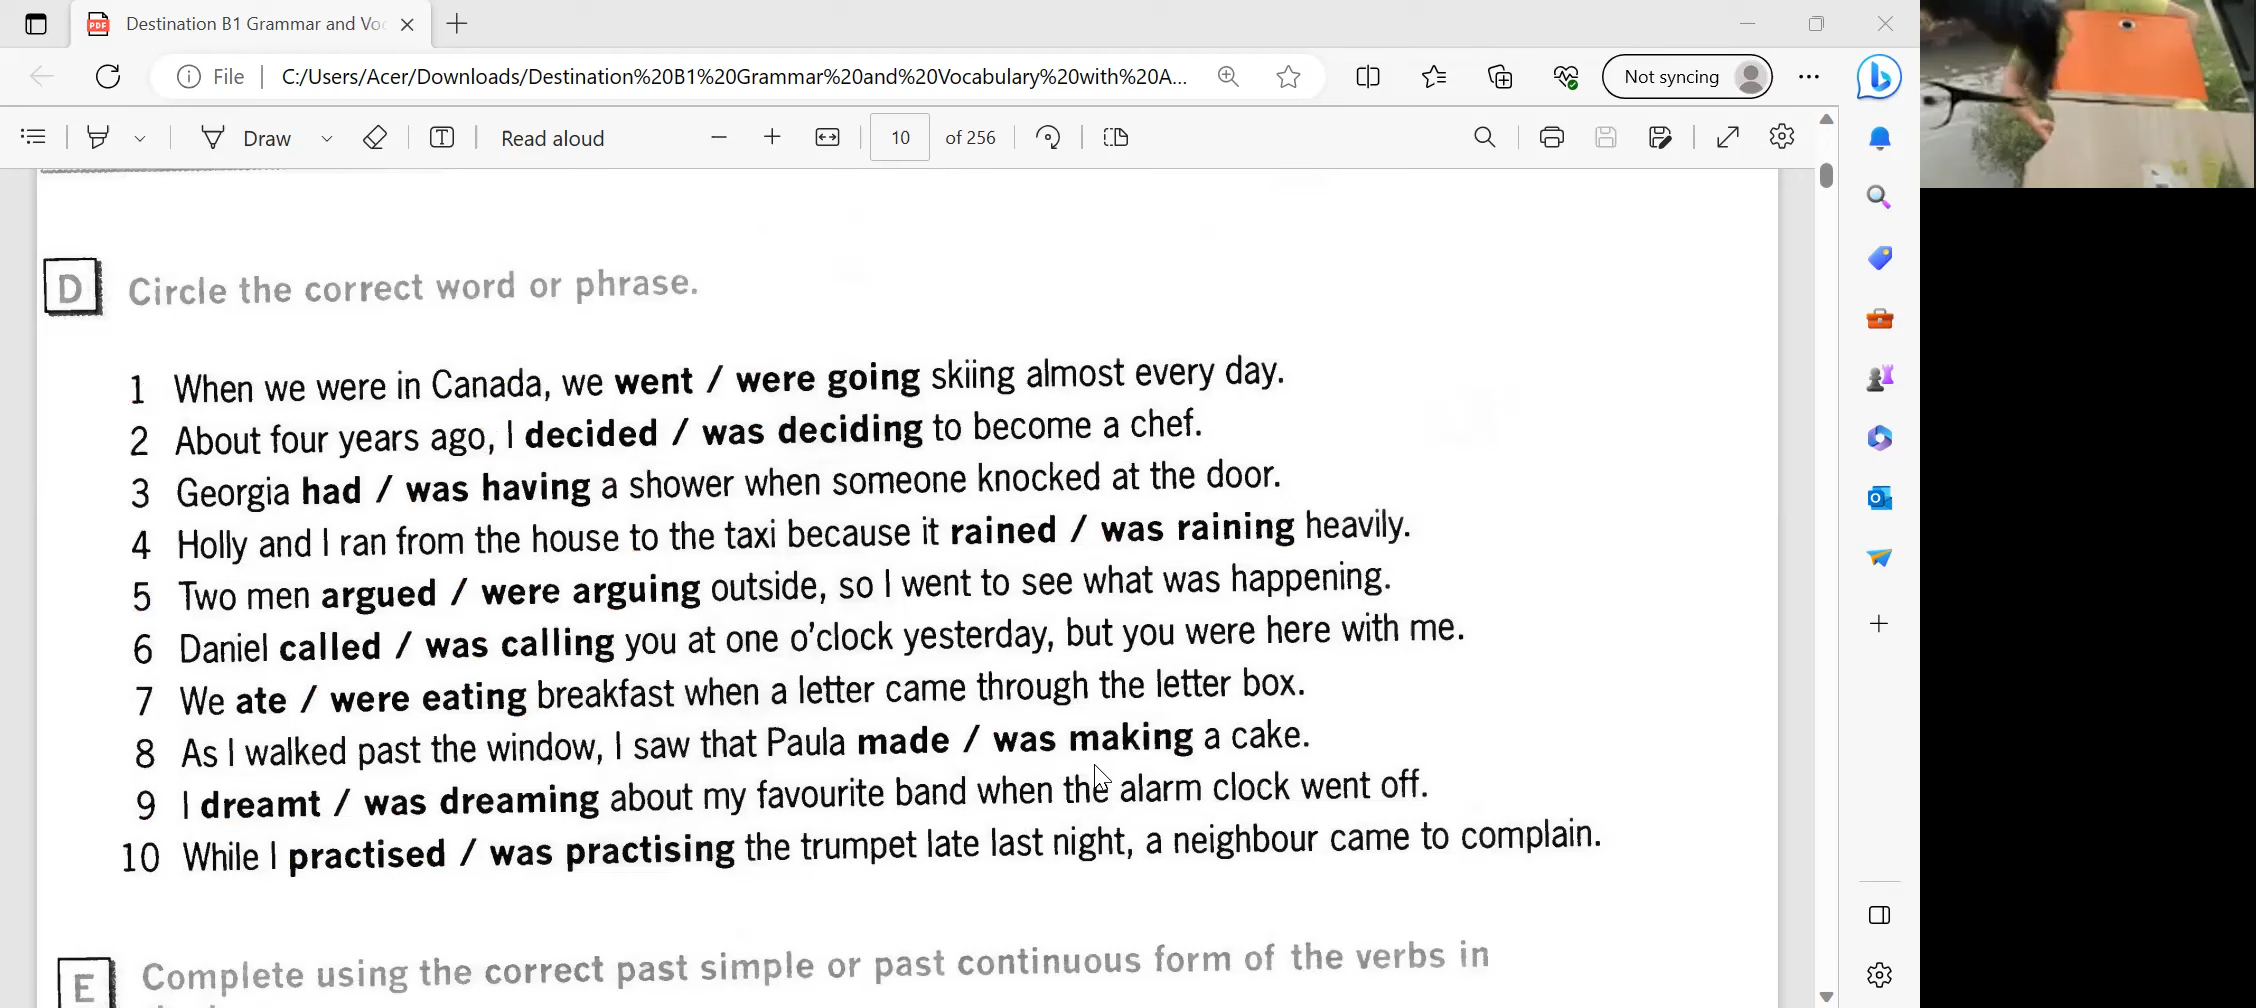 Destination B1 Grammar and Voc
File
C:/Users/Acer/Downloads/Destination%20B1%20Grammar%20and%20Vocabulary%20with%20A...
Not syncing
Draw
Read aloud
10 of 256
D Circle the correct word or phrase.
1 When we were in Canada, we went / were going skiing almost every day.
2 About four years ago, I decided / was deciding to become a chef.
3 Georgia had / was having a shower when someone knocked at the door.
4 Holly and I ran from the house to the taxi because it rained / was raining heavily.
5 Two men argued / were arguing outside, so I went to see what was happening.
6 Daniel called / was calling you at one o'clock yesterday, but you were here with me.
7 We ate / were eating breakfast when a letter came through the letter box.
8 As I walked past the window, I saw that Paula made / was making a cake.
9 I dreamt / was dreaming about my favourite band when the alarm clock went off.
10 While I practised / was practising the trumpet late last night, a neighbour came to complain.
E Complete using the correct past simple or past continuous form of the verbs in